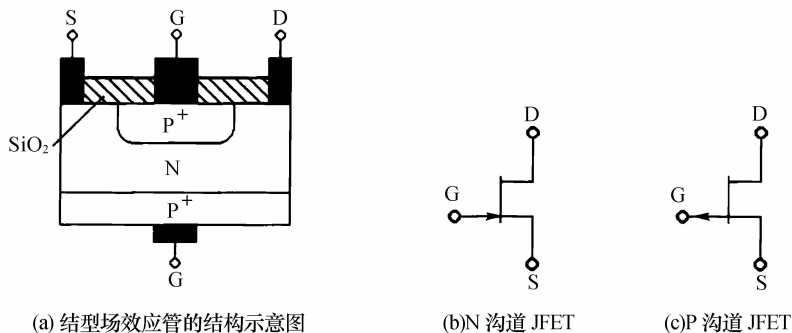 S G D
P+
SiO₂
N
P+
G
(a) 结型场效应管的结构示意图
D
G
S
(b)N 沟道 JFET
D
G
S
(c)P 沟道 JFET